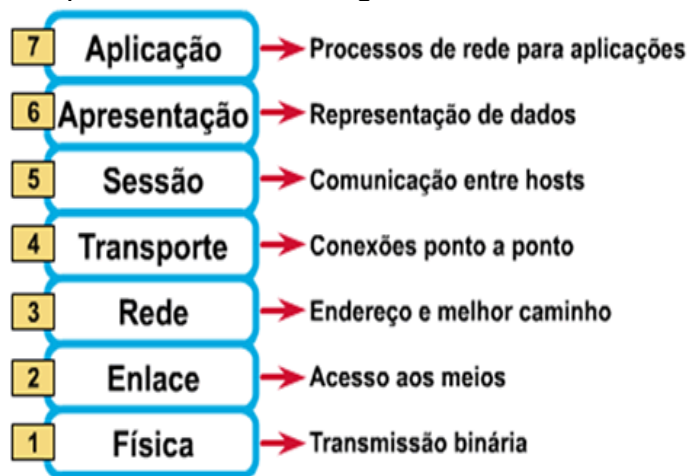 7 Aplicação Processos de rede para aplicações
6 Apresentação Representação de dados
5 Sessão Comunicação entre hosts
4 Transporte Conexões ponto a ponto
3 Rede Endereço e melhor caminho
2 Enlace Acesso aos meios
1 Física Transmissão binária